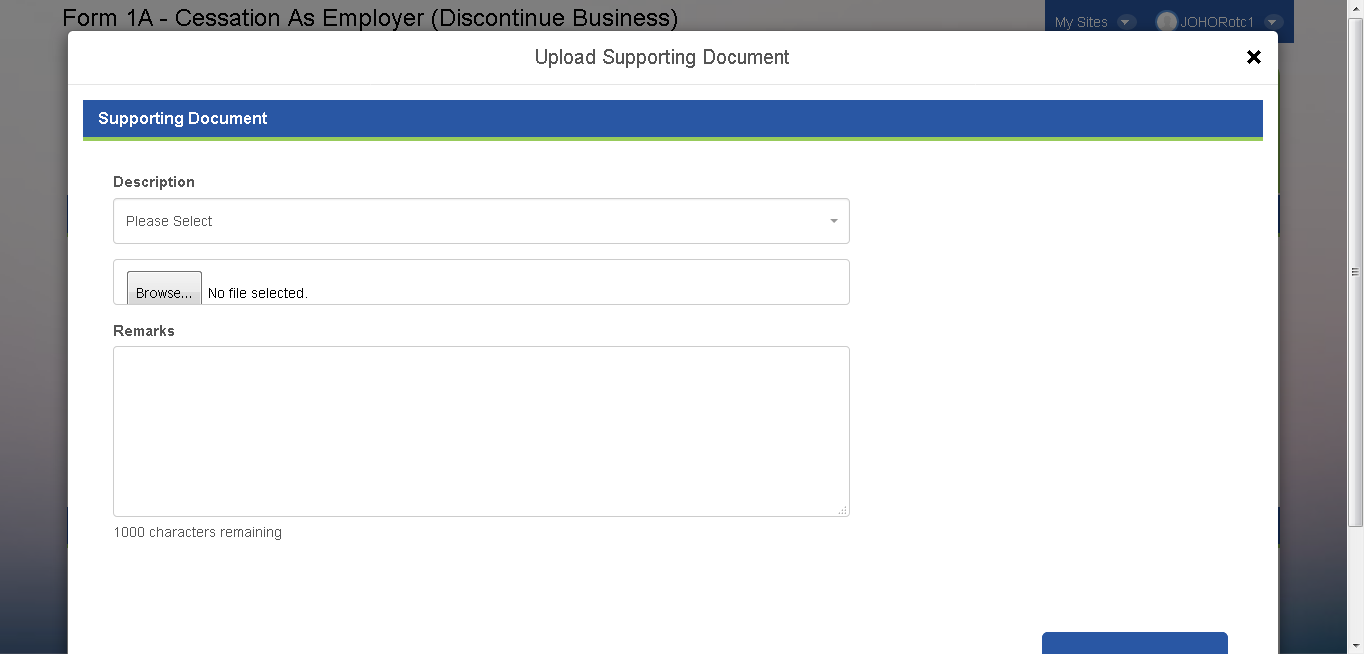 Form 1A - Cessation As Employer (Discontinue Business)
My Sites
JOHORotc1
Upload Supporting Document
Supporting Document
Description
Please Select
Browse... No file selected.
Remarks
1000 characters remaining